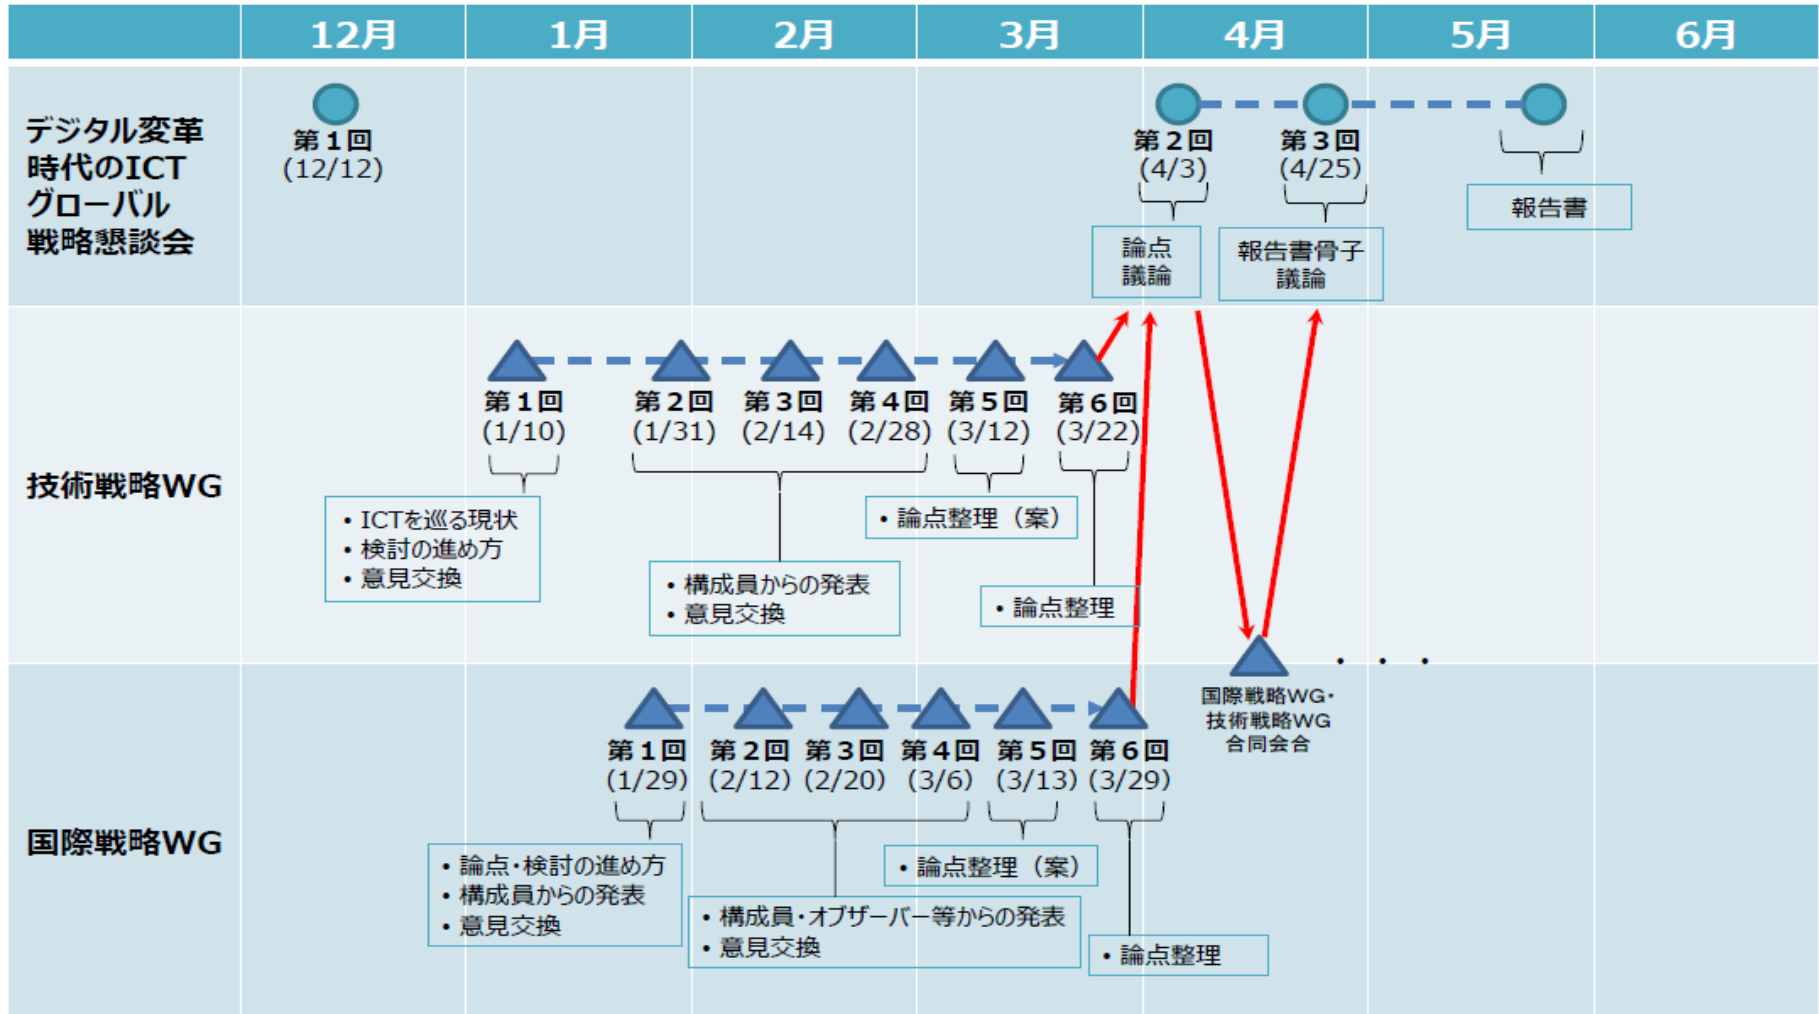 12月 1月 2月 3月 4月 5月 6月
デジタル変革
時代のICT
グローバル
戦略懇談会
第1回
(12/12)
第2回
(4/3)
論点
議論
第3回
(4/25)
報告書骨子
議論
報告書
技術戦略WG
第1回 第2回 第3回 第4回 第5回 第6回
(1/10) (1/31) (2/14) (2/28) (3/12) (3/22)
・ICTを巡る現状
・検討の進め方
・意見交換
・構成員からの発表
・意見交換
・論点整理（案）
・論点整理
国際戦略WG・
技術戦略WG
合同会合
・ ・ ・
国際戦略WG
第1回 第2回 第3回 第4回 第5回 第6回
(1/29) (2/12) (2/20) (3/6) (3/13) (3/29)
・論点・検討の進め方
・構成員からの発表
・意見交換
・構成員・オブザーバー等からの発表
・意見交換
・論点整理（案）
・論点整理